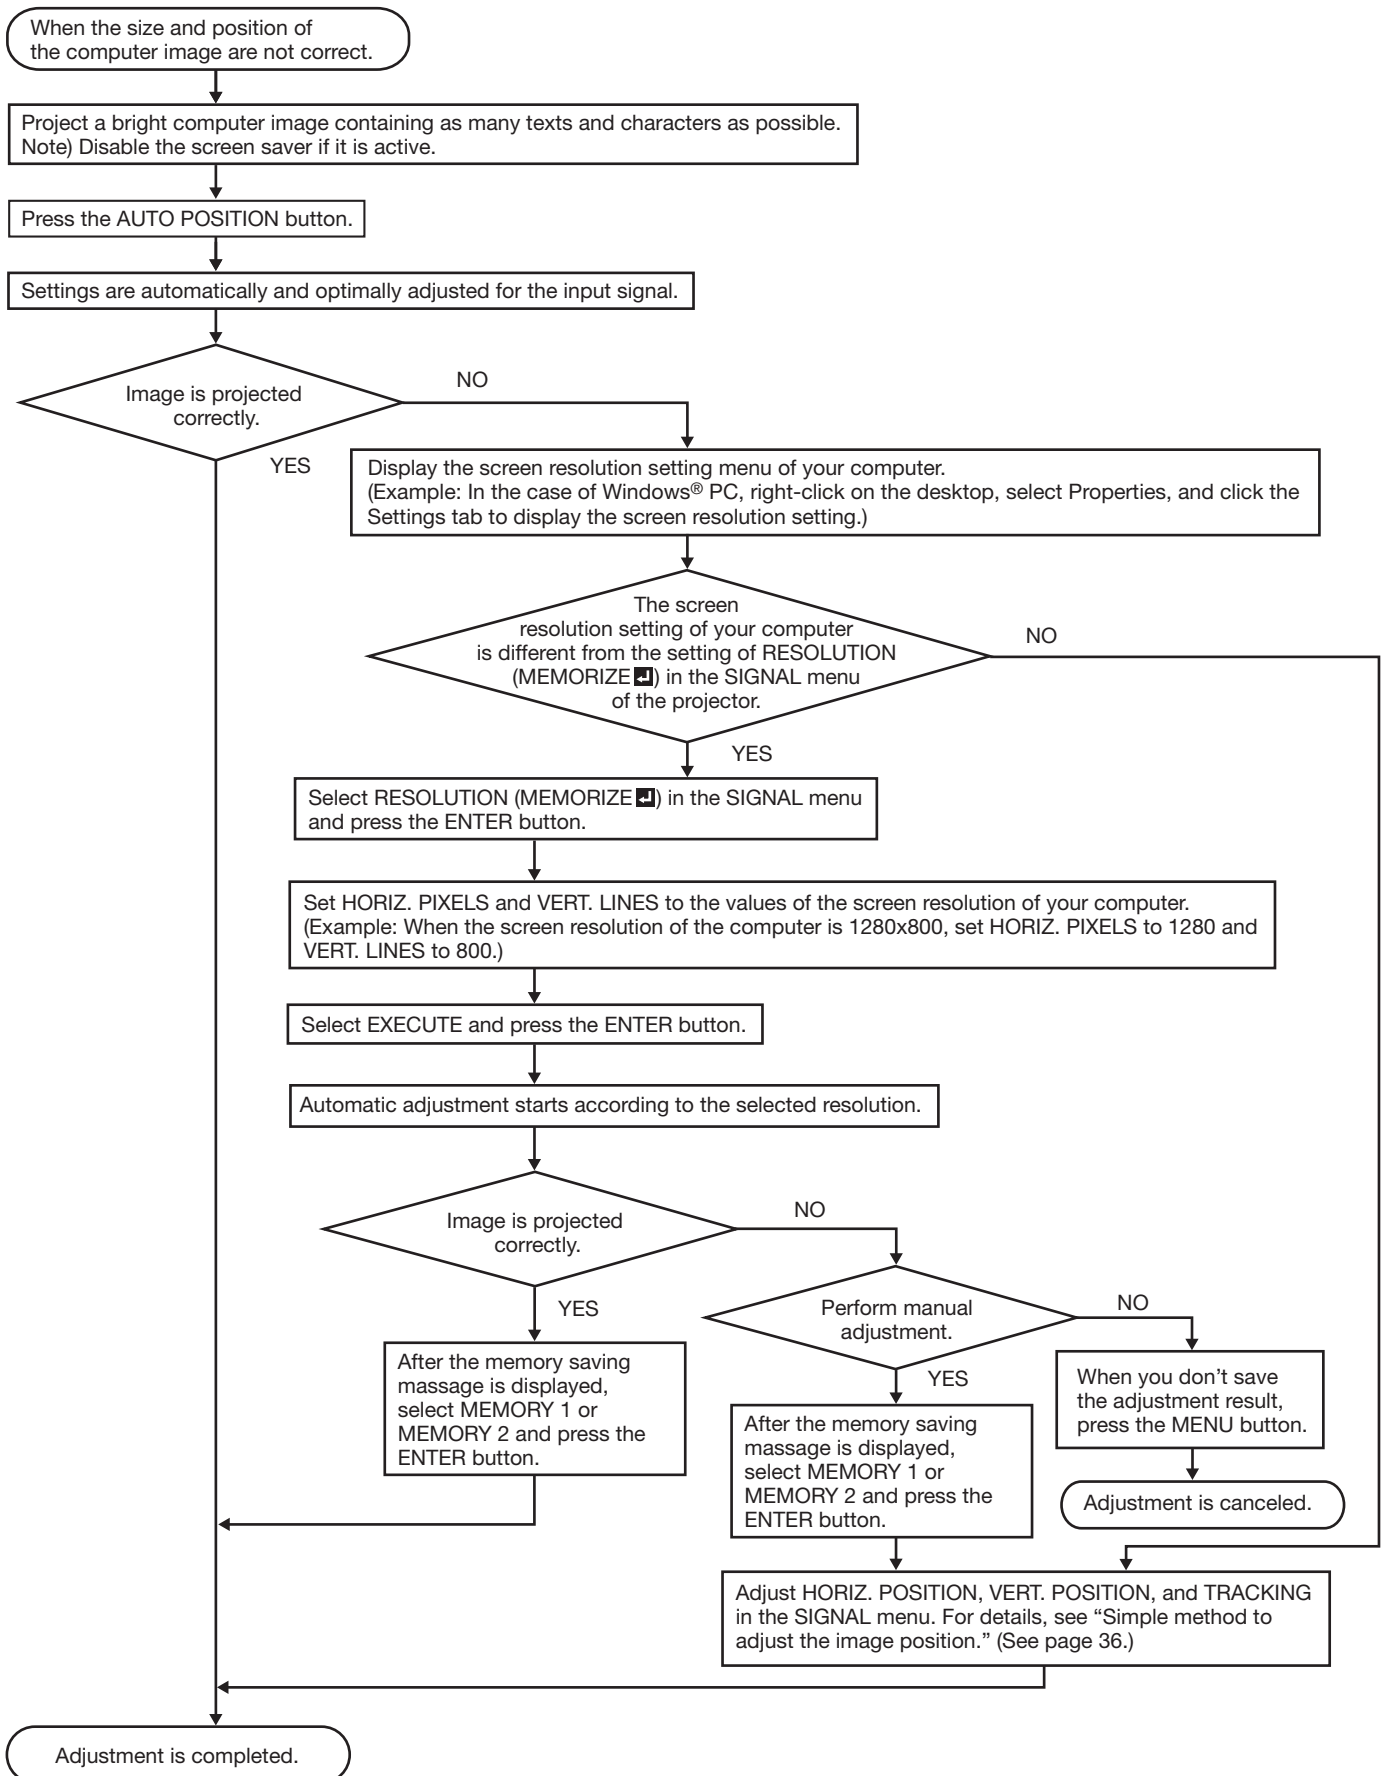 When the size and position of
the computer image are not correct.
Project a bright computer image containing as many texts and characters as possible.
Note) Disable the screen saver if it is active.
Press the AUTO POSITION button.
Settings are automatically and optimally adjusted for the input signal.
Image is projected
correctly.
NO
YES
Display the screen resolution setting menu of your computer.
(Example: In the case of Windows® PC, right-click on the desktop, select Properties, and click the
Settings tab to display the screen resolution setting.)
The screen
resolution setting of your computer
is different from the setting of RESOLUTION
(MEMORIZE↵) in the SIGNAL menu
of the projector.
NO
YES
Select RESOLUTION (MEMORIZE↵) in the SIGNAL menu
and press the ENTER button.
Set HORIZ. PIXELS and VERT. LINES to the values of the screen resolution of your computer.
(Example: When the screen resolution of the computer is 1280x800, set HORIZ. PIXELS to 1280 and
VERT. LINES to 800.)
Select EXECUTE and press the ENTER button.
Automatic adjustment starts according to the selected resolution.
Image is projected
correctly.
NO
YES
Perform manual
adjustment.
NO
YES
After the memory saving
massage is displayed,
select MEMORY 1 or
MEMORY 2 and press the
ENTER button.
After the memory saving
massage is displayed,
select MEMORY 1 or
MEMORY 2 and press the
ENTER button.
When you don't save
the adjustment result,
press the MENU button.
Adjustment is canceled.
Adjust HORIZ. POSITION, VERT. POSITION, and TRACKING
in the SIGNAL menu. For details, see “Simple method to
adjust the image position.” (See page 36.)
Adjustment is completed.